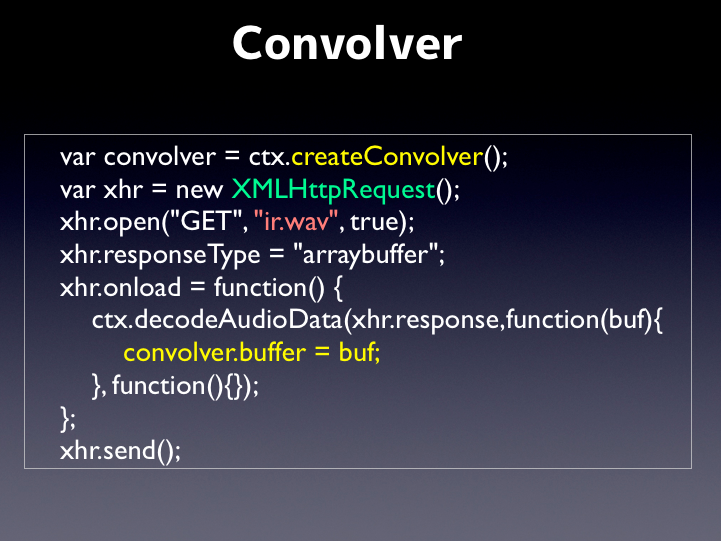 Convolver
var convolver = ctx.createConvolver();
var xhr = new XMLHttpRequest();
xhr.open("GET", "ir.wav", true);
xhr.responseType = "arraybuffer";
xhr.onload = function() {
ctx.decodeAudioData(xhr.response,function(buf){
convolver.buffer = buf;
}, function(){});
};
xhr.send();